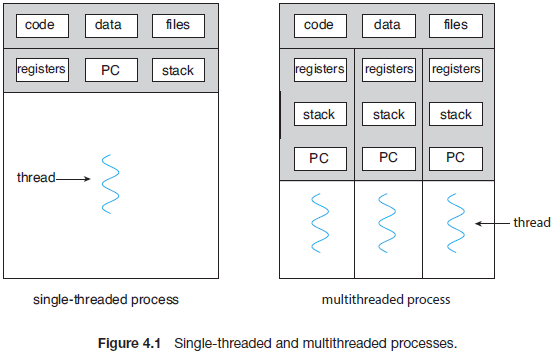 code data files
registers PC stack
thread
single-threaded process
code data files
registers registers registers
stack stack stack
PC PC PC
thread
multithreaded process
Figure 4.1 Single-threaded and multithreaded processes.